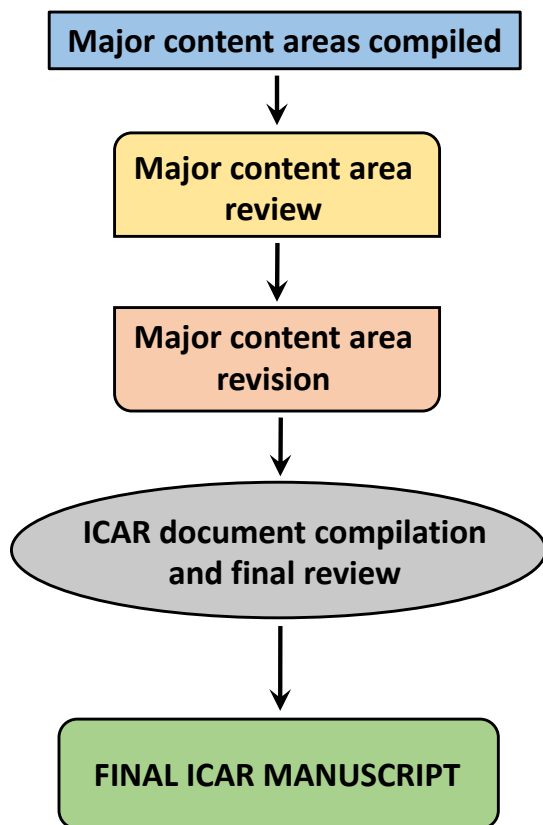 Major content areas compiled
Major content area
review
Major content area
revision
ICAR document compilation
and final review
FINAL ICAR MANUSCRIPT